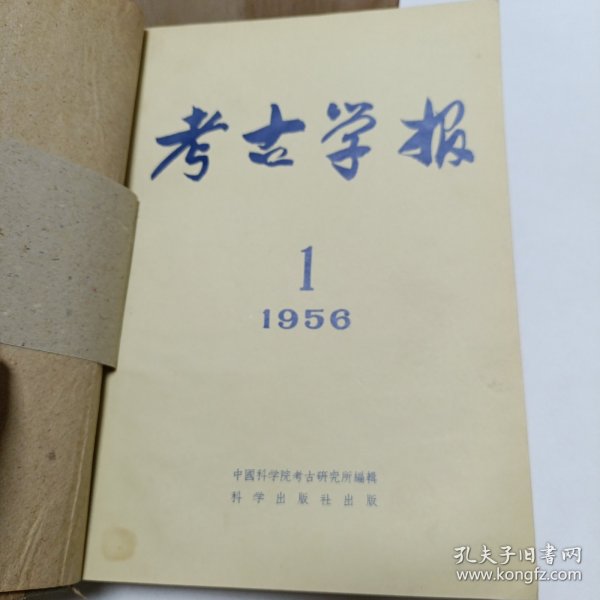 考古学报
1
1956
中國科学院考古研究所編輯
科学出版社出版
孔夫子旧书网
www.kongfz.com